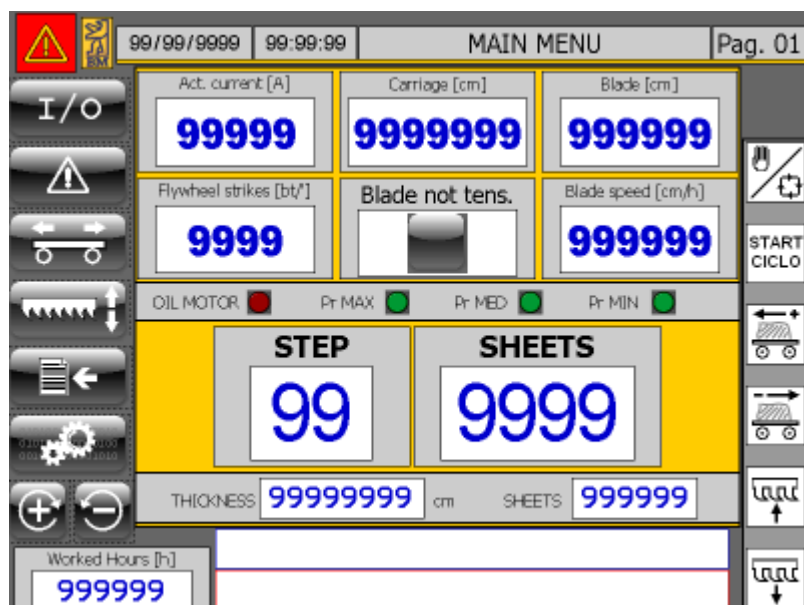 99/99/9999 99:99:99 MAIN MENU Pag. 01
I/O
Act. current [A] Carriage [cm] Blade [cm]
99999 9999999 999999
Flywheel strikes [bt/'] Blade not tens. Blade speed [cm/h]
9999 999999
START
CICLO
OIL MOTOR Pr MAX Pr MED Pr MIN
STEP SHEETS
99 9999
THICKNESS 99999999 cm SHEETS 999999
Worked Hours [h]
999999